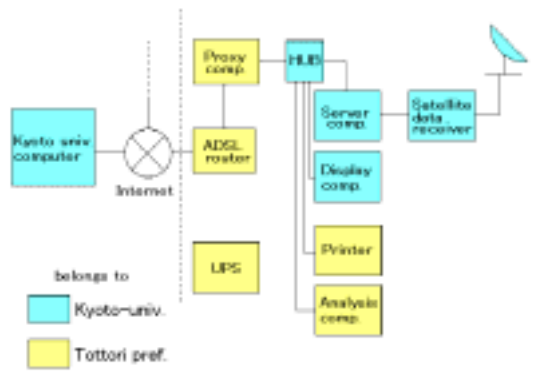 Proxy
comp.
HUB
Server
comp.
Satellite
data
receiver
Kyoto univ.
computer
ADSL
router
Internet
Display
comp.
UPS
Printer
Analysis
comp.
belongs to
Kyoto-univ.
Tottori pref.